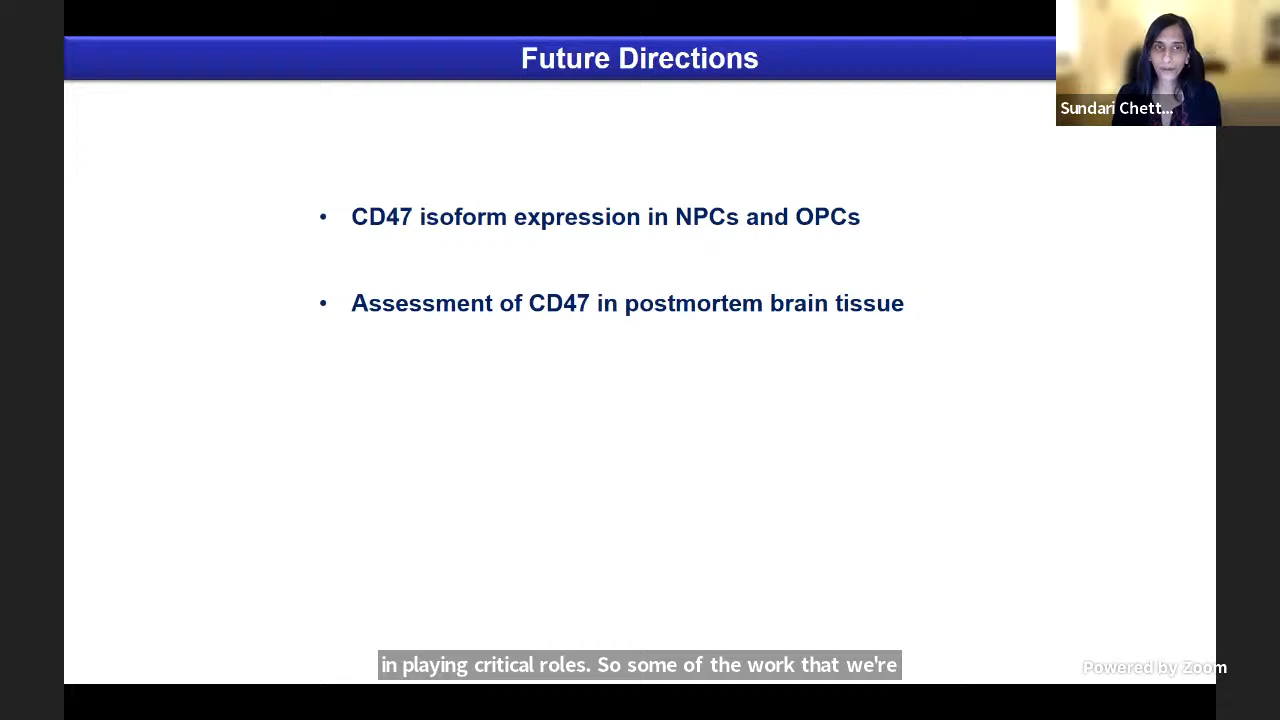 Future Directions
Sundari Chett...
• CD47 isoform expression in NPCs and OPCs
• Assessment of CD47 in postmortem brain tissue
in playing critical roles. So some of the work that we're
Powered by Zoom